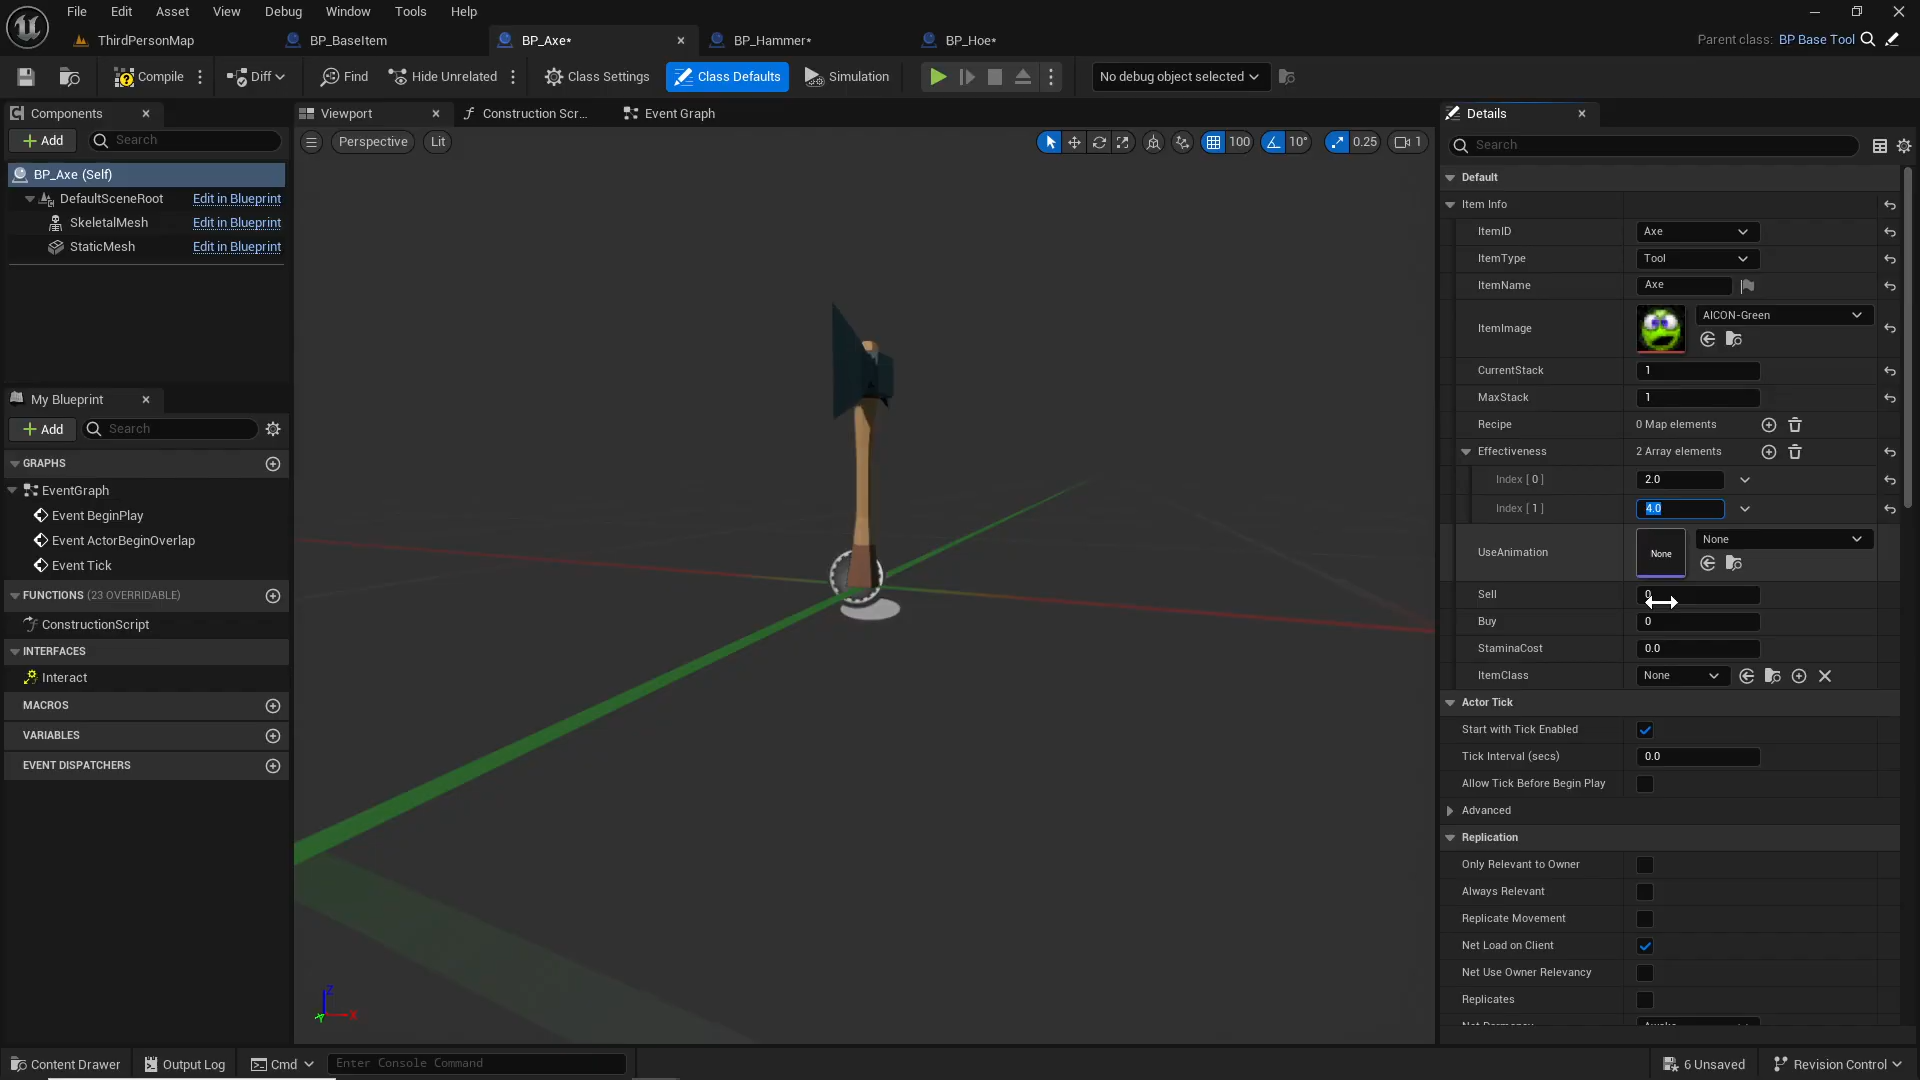 File Edit Asset View Debug Window Tools Help
ThirdPersonMap BP_BaseItem BP_Axe* BP_Hammer* BP_Hoe* Parent class: BP Base Tool
Compile Diff Find Hide Unrelated Class Settings Class Defaults Simulation No debug object selected
Components
Add Search
BP_Axe (Self)
DefaultSceneRoot Edit in Blueprint
SkeletalMesh Edit in Blueprint
StaticMesh Edit in Blueprint
My Blueprint
Add Search
GRAPHS
EventGraph
Event BeginPlay
Event ActorBeginOverlap
Event Tick
FUNCTIONS (23 OVERRIDABLE)
ConstructionScript
INTERFACES
Interact
MACROS
VARIABLES
EVENT DISPATCHERS
Viewport Construction Scr... Event Graph
Perspective Lit 100 10° 0.25 1
Z
X
Y
Details
Search
Default
Item Info
ItemID Axe
ItemType Tool
ItemName Axe
ItemImage AICON-Green
CurrentStack 1
MaxStack 1
Recipe 0 Map elements
Effectiveness 2 Array elements
Index [ 0 ] 2.0
Index [ 1 ] 4.0
UseAnimation None None
Sell 0
Buy 0
StaminaCost 0.0
ItemClass None
Actor Tick
Start with Tick Enabled
Tick Interval (secs) 0.0
Allow Tick Before Begin Play
Advanced
Replication
Only Relevant to Owner
Always Relevant
Replicate Movement
Net Load on Client
Net Use Owner Relevancy
Replicates
Content Drawer Output Log Cmd Enter Console Command 6 Unsaved Revision Control